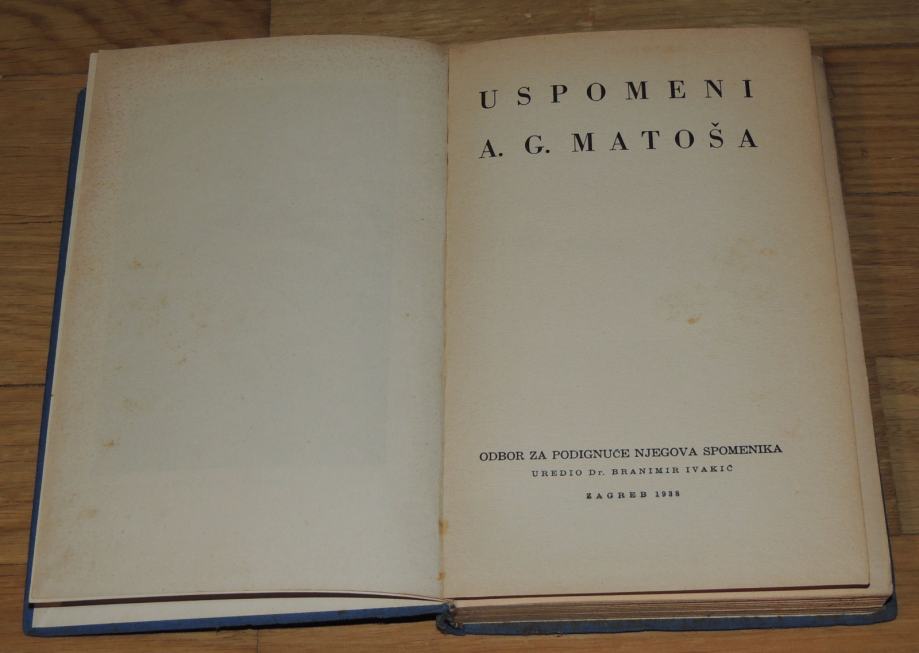 USPOMENI
A. G. MATOŠA
ODBOR ZA PODIGNUĆE NJEGOVA SPOMENIKA
UREDIO Dr. BRANIMIR IVAKIĆ
ZAGREB 1938